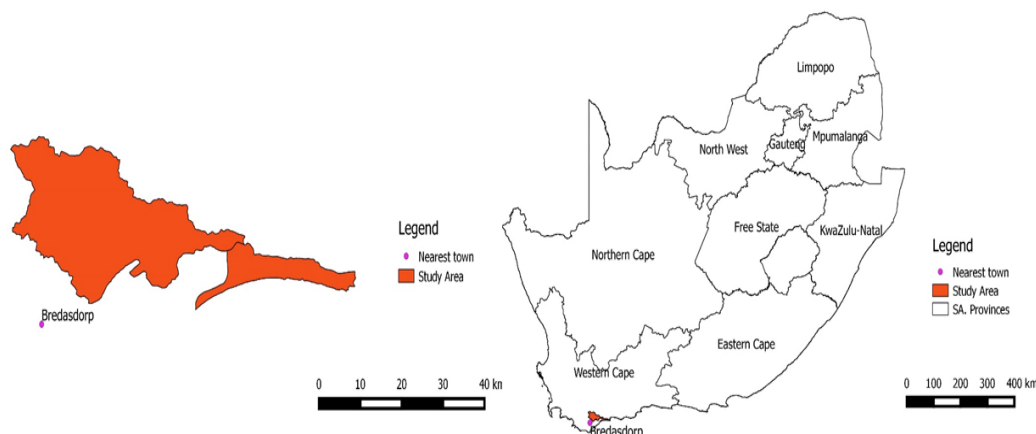 Legend
Nearest town
Study Area
Bredasdorp
0 10 20 30 40 kn
Limpopo
North West
Gauteng
Mpumalanga
Free State
KwaZulu-Natal
Northern Cape
Eastern Cape
Western Cape
Bredasdorp
Legend
Nearest town
Study Area
SA. Provinces
0 100 200 300 400 km